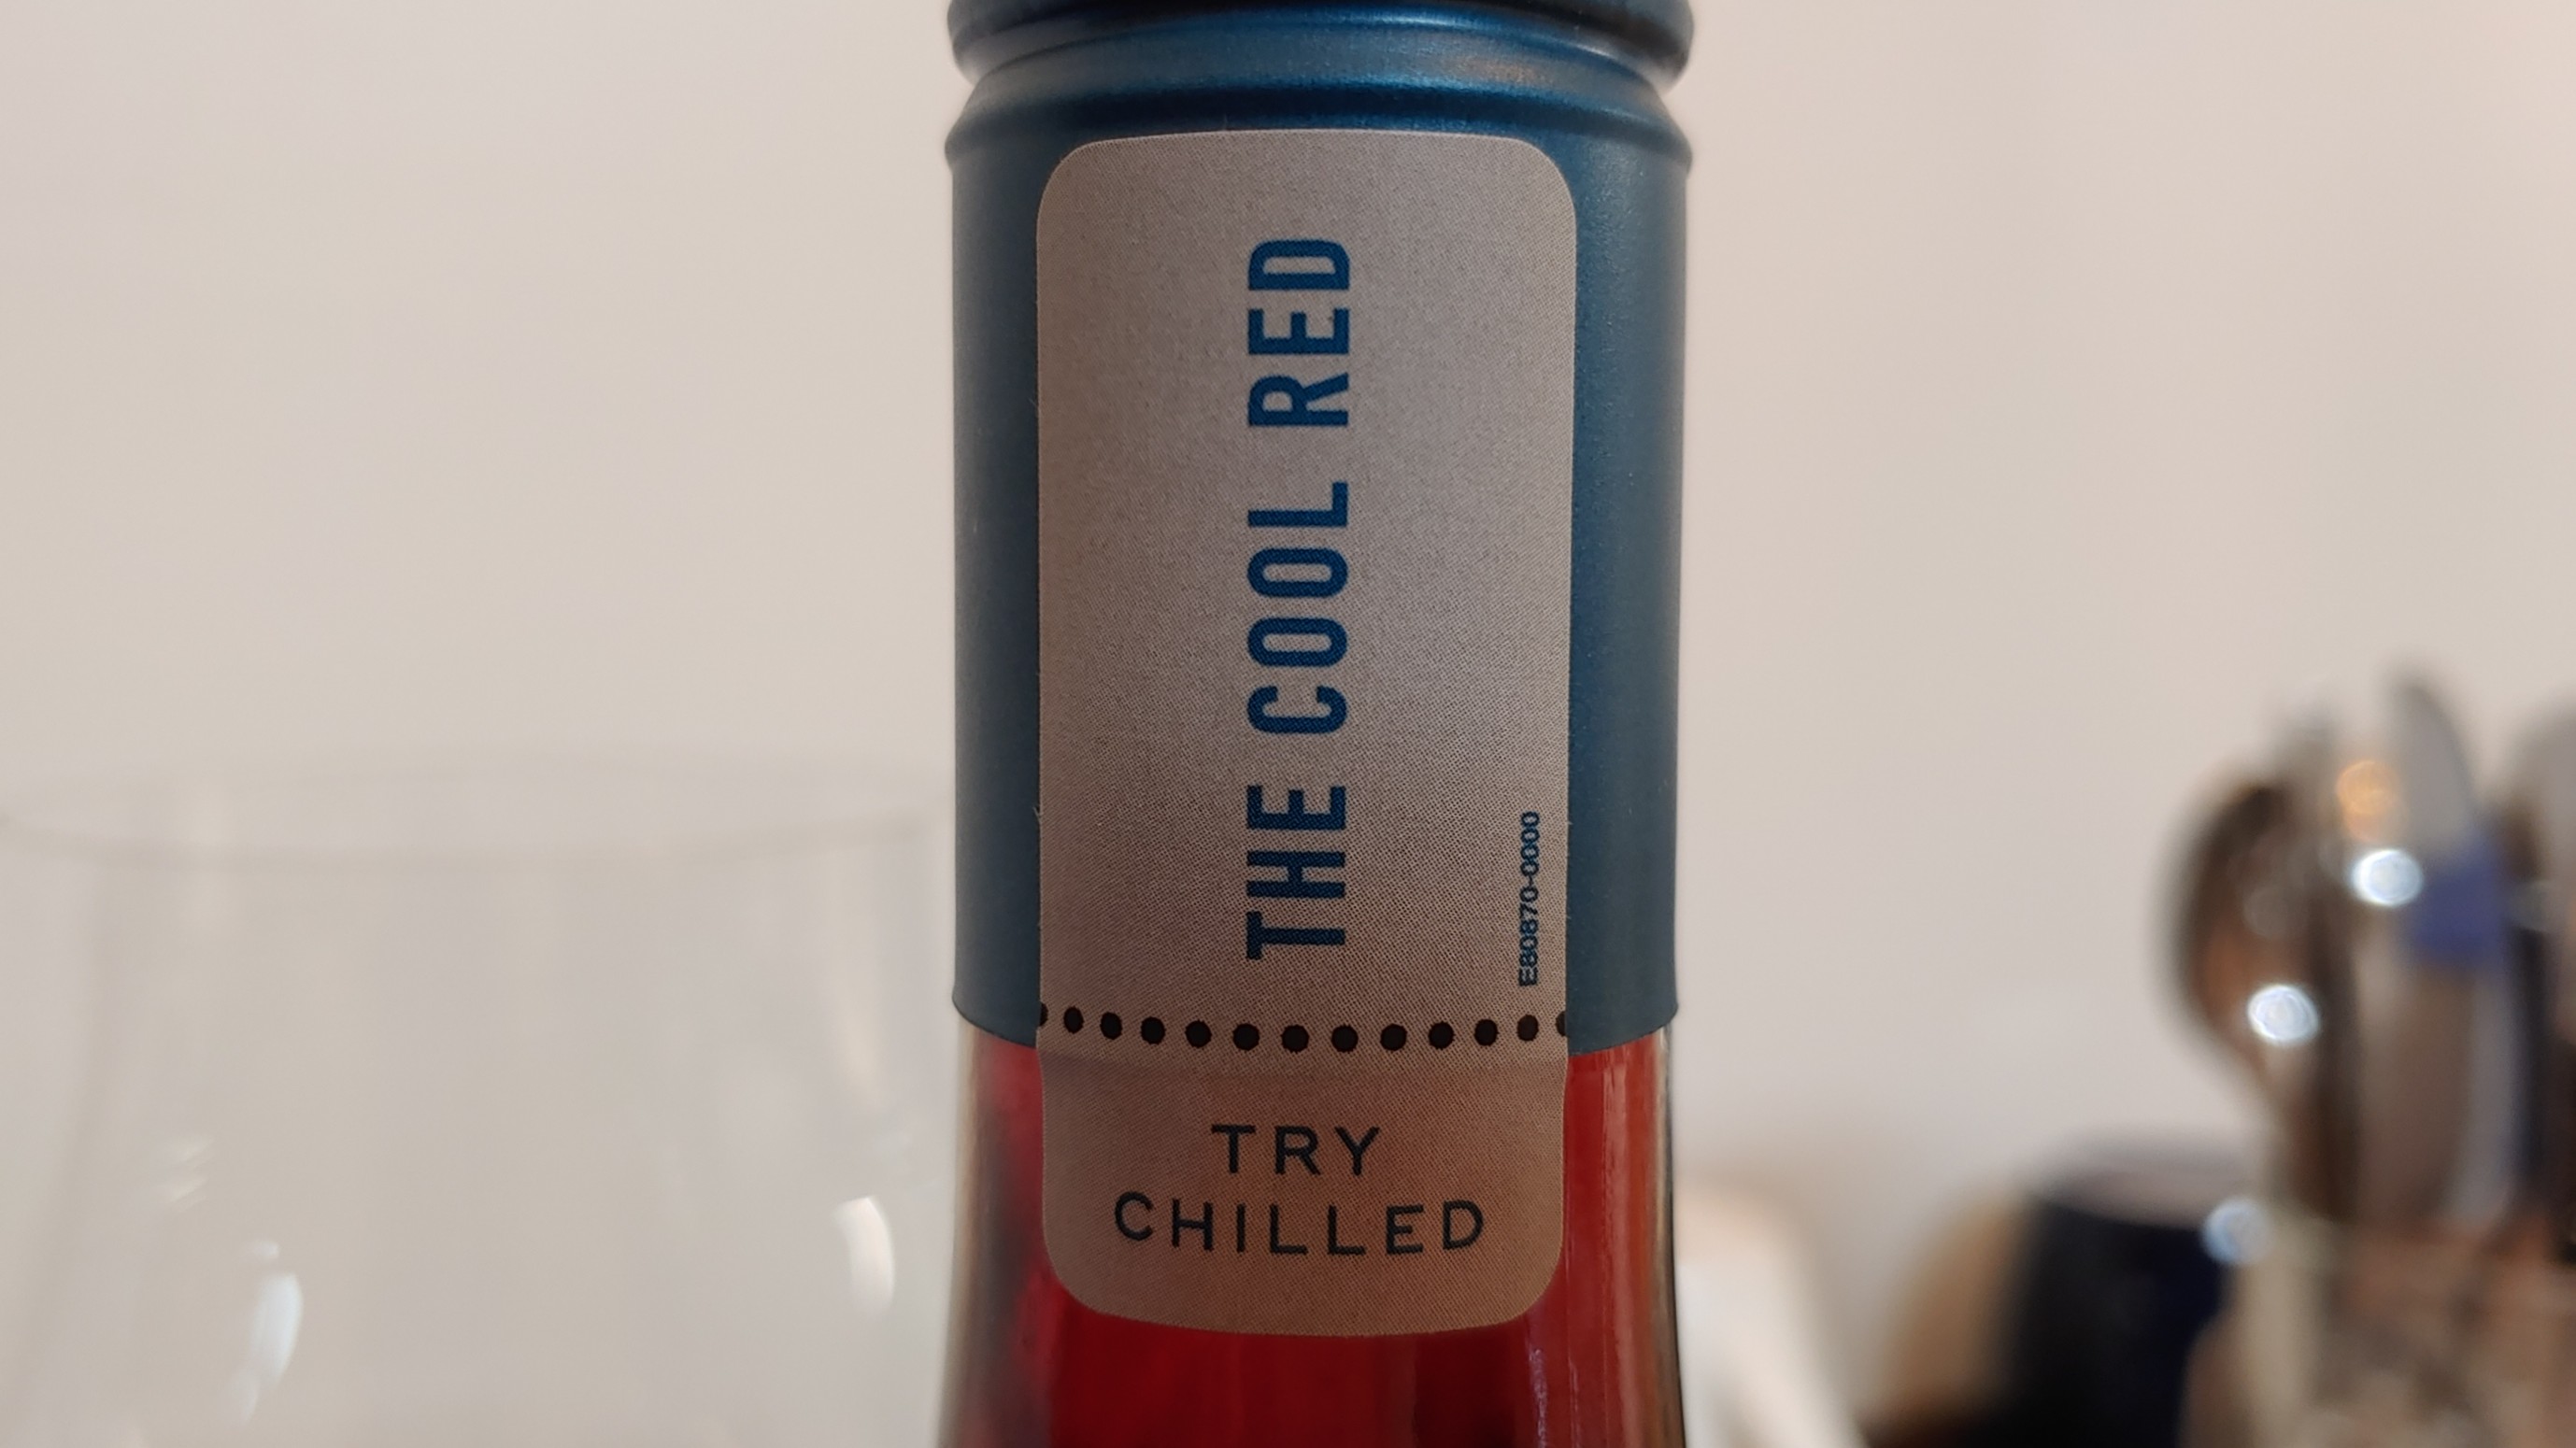 THE COOL RED
E80870-0000
TRY
CHILLED